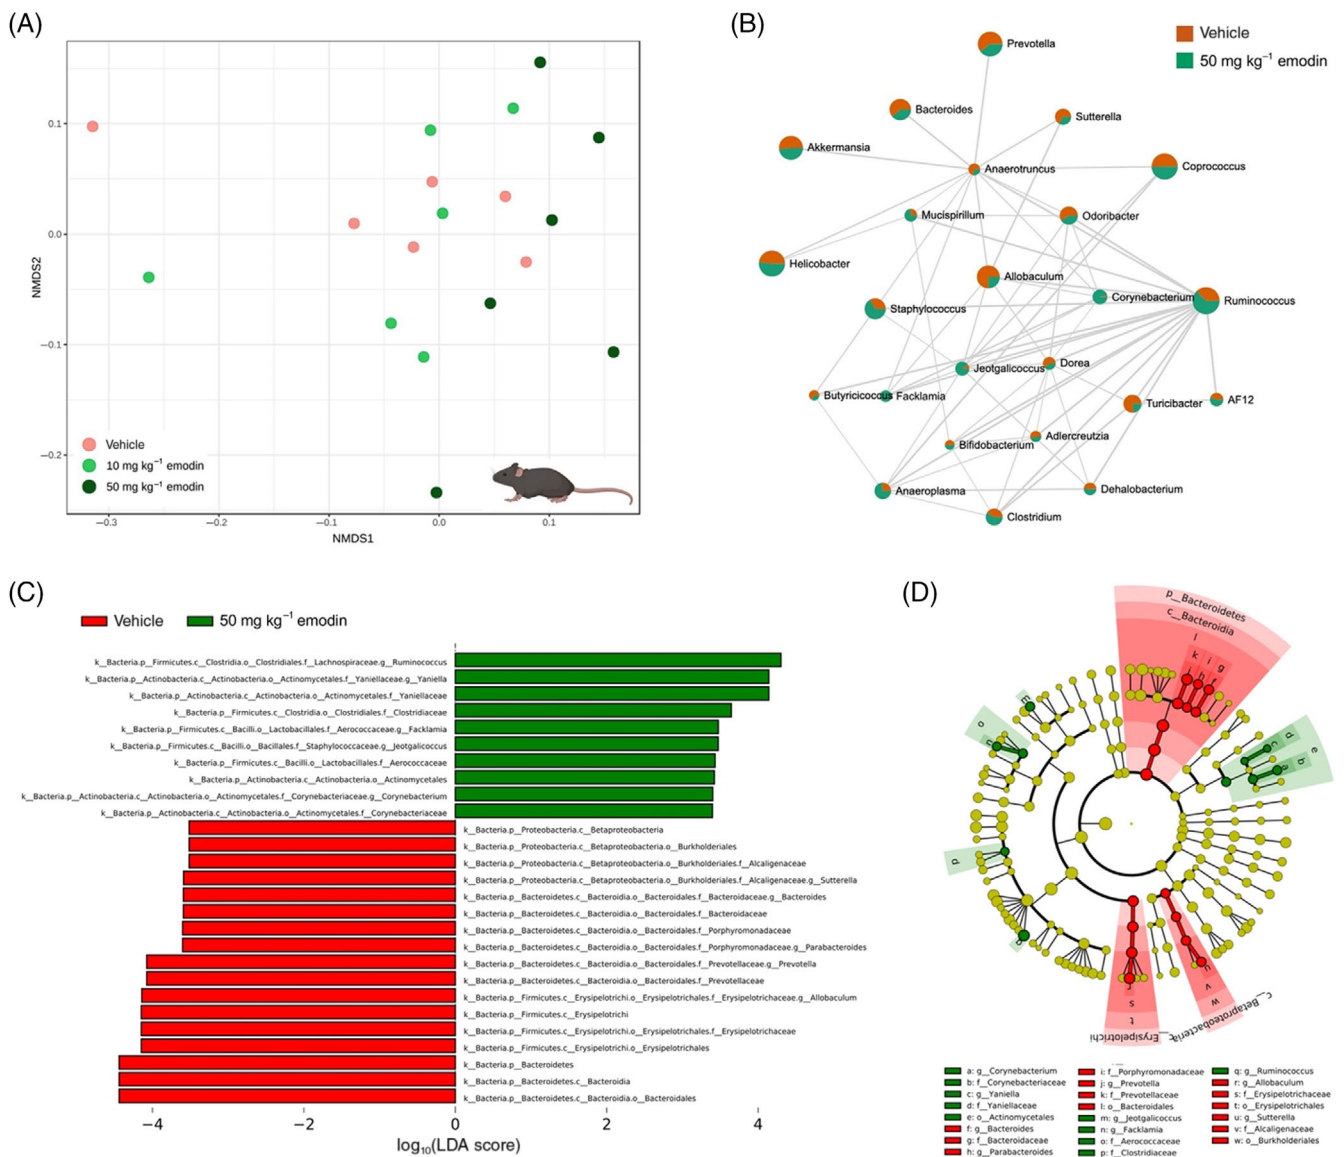 (A)
0.1
0.0
−0.1
−0.2
NMDS2
Vehicle
10 mg kg−1 emodin
50 mg kg−1 emodin
−0.3
−0.2
−0.1
0.0
0.1
NMDS1
(B)
Vehicle
50 mg kg−1 emodin
Prevotella
Bacteroides
Sutterella
Akkermansia
Anaerotruncus
Coprococcus
Mucispirillum
Odoribacter
Helicobacter
Allobaculum
Corynebacterium
Ruminococcus
Staphylococcus
Jeotgalicoccus
Dorea
Butyricicoccus
Facklamia
Turicibacter
AF12
Bifidobacterium
Adlercreutzia
Anaeroplasma
Dehalobacterium
Clostridium
(C)
Vehicle
50 mg kg−1 emodin
k__Bacteria.p__Firmicutes.c__Clostridia.o__Clostridiales.f__Lachnospiraceae.g__Ruminococcus
k__Bacteria.p__Actinobacteria.c__Actinobacteria.o__Actinomycetales.f__Yaniellaceae.g__Yaniella
k__Bacteria.p__Actinobacteria.c__Actinobacteria.o__Actinomycetales.f__Yaniellaceae
k__Bacteria.p__Firmicutes.c__Clostridia.o__Clostridiales.f__Clostridiaceae
k__Bacteria.p__Firmicutes.c__Bacilli.o__Lactobacillales.f__Aerococcaceae.g__Facklamia
k__Bacteria.p__Firmicutes.c__Bacilli.o__Bacillales.f__Staphylococcaceae.g__Jeotgalicoccus
k__Bacteria.p__Firmicutes.c__Bacilli.o__Lactobacillales.f__Aerococcaceae
k__Bacteria.p__Actinobacteria.c__Actinobacteria.o__Actinomycetales
k__Bacteria.p__Actinobacteria.c__Actinobacteria.o__Actinomycetales.f__Corynebacteriaceae.g__Corynebacterium
k__Bacteria.p__Actinobacteria.c__Actinobacteria.o__Actinomycetales.f__Corynebacteriaceae
k__Bacteria.p__Proteobacteria.c__Betaproteobacteria
k__Bacteria.p__Proteobacteria.c__Betaproteobacteria.o__Burkholderiales
k__Bacteria.p__Proteobacteria.c__Betaproteobacteria.o__Burkholderiales.f__Alcaligenaceae
k__Bacteria.p__Proteobacteria.c__Betaproteobacteria.o__Burkholderiales.f__Alcaligenaceae.g__Sutterella
k__Bacteria.p__Bacteroidetes.c__Bacteroidia.o__Bacteroidales.f__Bacteroidaceae.g__Bacteroides
k__Bacteria.p__Bacteroidetes.c__Bacteroidia.o__Bacteroidales.f__Bacteroidaceae
k__Bacteria.p__Bacteroidetes.c__Bacteroidia.o__Bacteroidales.f__Porphyromonadaceae
k__Bacteria.p__Bacteroidetes.c__Bacteroidia.o__Bacteroidales.f__Porphyromonadaceae.g__Parabacteroides
k__Bacteria.p__Bacteroidetes.c__Bacteroidia.o__Bacteroidales.f__Prevotellaceae.g__Prevotella
k__Bacteria.p__Bacteroidetes.c__Bacteroidia.o__Bacteroidales.f__Prevotellaceae
k__Bacteria.p__Firmicutes.c__Erysipelotrichi.o__Erysipelotrichales.f__Erysipelotrichaceae.g__Allobaculum
k__Bacteria.p__Firmicutes.c__Erysipelotrichi
k__Bacteria.p__Firmicutes.c__Erysipelotrichi.o__Erysipelotrichales.f__Erysipelotrichaceae
k__Bacteria.p__Firmicutes.c__Erysipelotrichi.o__Erysipelotrichales
k__Bacteria.p__Bacteroidetes
k__Bacteria.p__Bacteroidetes.c__Bacteroidia
k__Bacteria.p__Bacteroidetes.c__Bacteroidia.o__Bacteroidales
−4
−2
0
2
4
log10(LDA score)
(D)
p__Bacteroidetes
c__Bacteroidia
l
k i g
j h f
m
o
n
d
c
e
b
a
p
q
r
s
t
c__Erysipelotrichi
u
v
w
c__Betaproteobacteria
a: g__Corynebacterium
b: f__Corynebacteriaceae
c: g__Yaniella
d: f__Yaniellaceae
e: o__Actinomycetales
f: g__Bacteroides
g: f__Bacteroidaceae
h: g__Parabacteroides
i: f__Porphyromonadaceae
j: g__Prevotella
k: f__Prevotellaceae
l: o__Bacteroidales
m: g__Jeotgalicoccus
n: g__Facklamia
o: f__Aerococcaceae
p: f__Clostridiaceae
q: g__Ruminococcus
r: g__Allobaculum
s: f__Erysipelotrichaceae
t: o__Erysipelotrichales
u: g__Sutterella
v: f__Alcaligenaceae
w: o__Burkholderiales